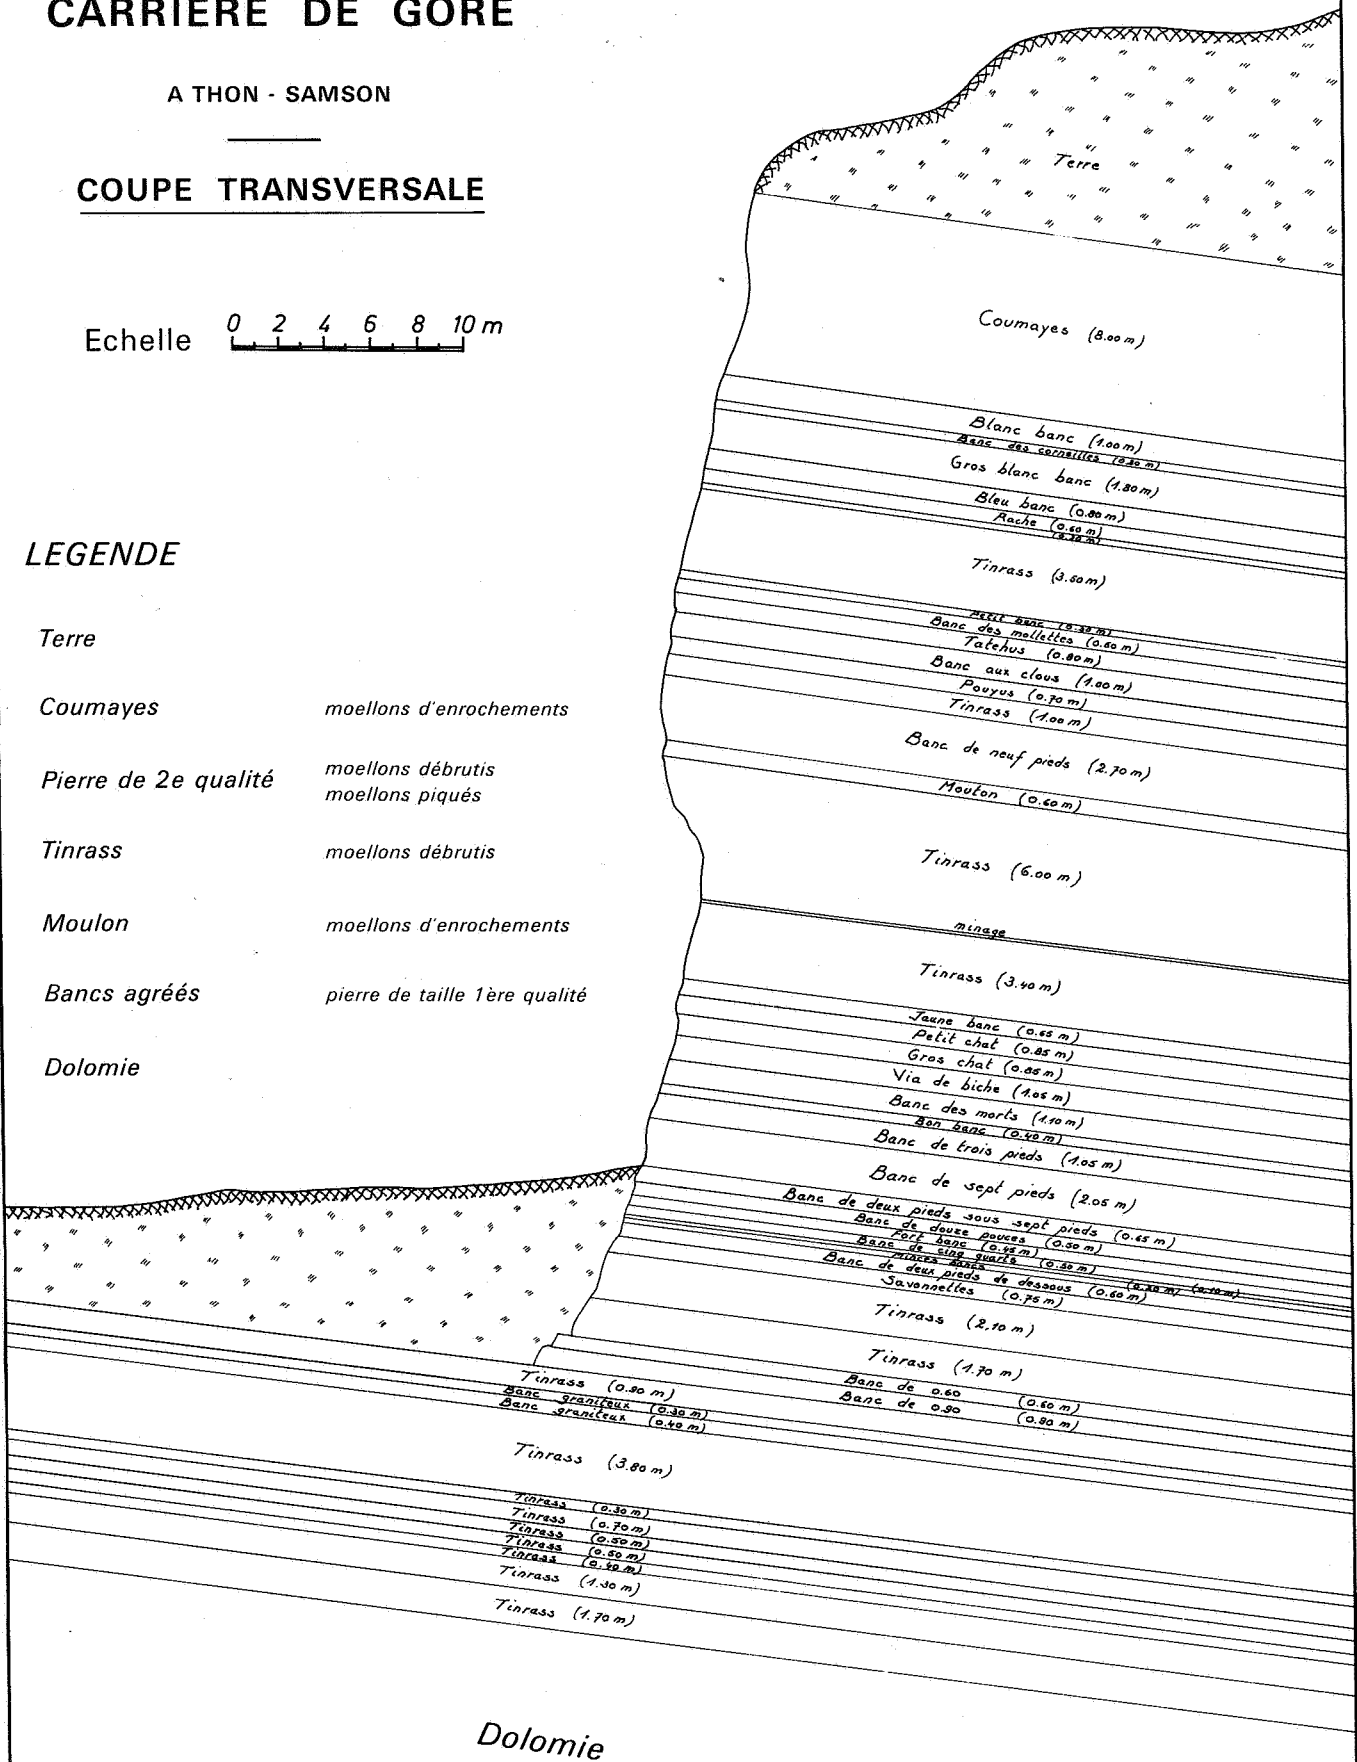 CARRIERE DE GORE
A THON - SAMSON
COUPE TRANSVERSALE
Echelle 0 2 4 6 8 10 m
LEGENDE
Terre
Coumayes moellons d'enrochements
Pierre de 2e qualité moellons débrutis
moellons piqués
Tinrass moellons débrutis
Moulon moellons d'enrochements
Bancs agréés pierre de taille 1ère qualité
Dolomie
Terre
Coumayes (8.00 m)
Blanc banc (1.00 m)
Banc des corneilles
Gros blanc banc (1.80 m)
Bleu banc (0.80 m)
Rache (0.60 m)
Tinrass
Petit banc
Banc des mollettes (0.60 m)
Tatehus (0.80 m)
Banc aux clous (1.00 m)
Pouyus (0.70 m)
Tinrass (1.00 m)
Banc de neuf pieds (2.70 m)
Mouton (0.60 m)
Tinrass (6.00 m)
minage
Tinrass (3.40 m)
Jaune banc (0.65 m)
Petit chat (0.85 m)
Gros chat (0.85 m)
Via de biche (1.05 m)
Banc des morts (1.10 m)
Bon banc (0.40 m)
Banc de trois pieds (1.05 m)
Banc de sept pieds (2.05 m)
Banc de deux pieds sous sept pieds (0.65 m)
Banc de douze pouces (0.50 m)
Fort banc (0.45 m)
Banc de cinq quarts (0.50 m)
Minces bancs
Banc de deux pieds de dessous (0.60 m)
Savonnettes (0.75 m)
Tinrass (2.10 m)
Tinrass (1.70 m)
Banc de 0.60 (0.60 m)
Banc de 0.90 (0.90 m)
Tinrass (0.90 m)
Banc graniteux (0.30 m)
Banc graniteux (0.40 m)
Tinrass (3.80 m)
Tinrass (0.30 m)
Tinrass (0.70 m)
Tinrass (0.50 m)
Tinrass
Tinrass (0.40 m)
Tinrass (1.30 m)
Tinrass (1.70 m)
Dolomie